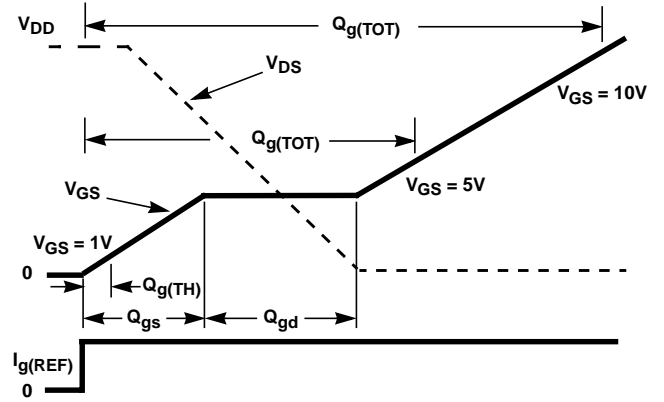 V_DD
Q_g(TOT)
V_DS
V_GS = 10V
Q_g(TOT)
V_GS
V_GS = 5V
V_GS = 1V
0
Q_g(TH)
Q_gs
Q_gd
I_g(REF)
0